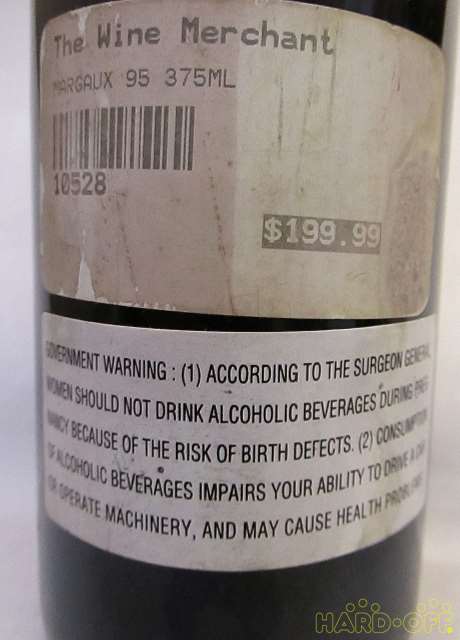 The Wine Merchant
MARGAUX 95 375ML
10528
$199.99
GOVERNMENT WARNING : (1) ACCORDING TO THE SURGEON GENERAL
WOMEN SHOULD NOT DRINK ALCOHOLIC BEVERAGES DURING PREG
NANCY BECAUSE OF THE RISK OF BIRTH DEFECTS. (2) CONSUMPTION
OF ALCOHOLIC BEVERAGES IMPAIRS YOUR ABILITY TO DRIVE A CAR
OR OPERATE MACHINERY, AND MAY CAUSE HEALTH PROBLEMS
HARD-OFF